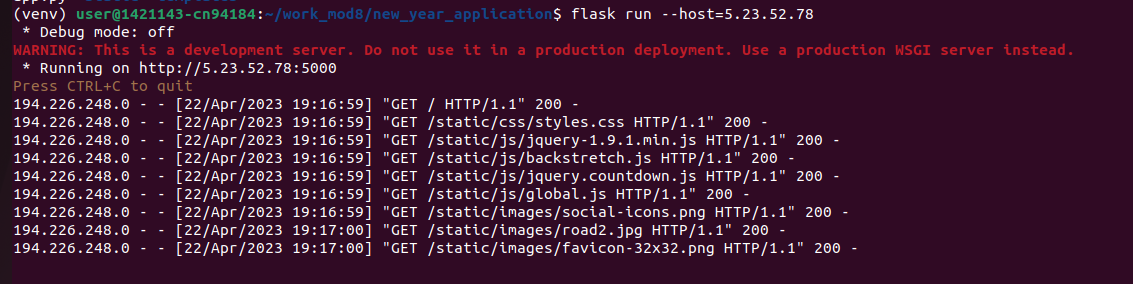 (venv) user@1421143-cn94184:~/work_mod8/new_year_application$ flask run --host=5.23.52.78
 * Debug mode: off
WARNING: This is a development server. Do not use it in a production deployment. Use a production WSGI server instead.
 * Running on http://5.23.52.78:5000
Press CTRL+C to quit
194.226.248.0 - - [22/Apr/2023 19:16:59] "GET / HTTP/1.1" 200 -
194.226.248.0 - - [22/Apr/2023 19:16:59] "GET /static/css/styles.css HTTP/1.1" 200 -
194.226.248.0 - - [22/Apr/2023 19:16:59] "GET /static/js/jquery-1.9.1.min.js HTTP/1.1" 200 -
194.226.248.0 - - [22/Apr/2023 19:16:59] "GET /static/js/backstretch.js HTTP/1.1" 200 -
194.226.248.0 - - [22/Apr/2023 19:16:59] "GET /static/js/jquery.countdown.js HTTP/1.1" 200 -
194.226.248.0 - - [22/Apr/2023 19:16:59] "GET /static/js/global.js HTTP/1.1" 200 -
194.226.248.0 - - [22/Apr/2023 19:16:59] "GET /static/images/social-icons.png HTTP/1.1" 200 -
194.226.248.0 - - [22/Apr/2023 19:17:00] "GET /static/images/road2.jpg HTTP/1.1" 200 -
194.226.248.0 - - [22/Apr/2023 19:17:00] "GET /static/images/favicon-32x32.png HTTP/1.1" 200 -